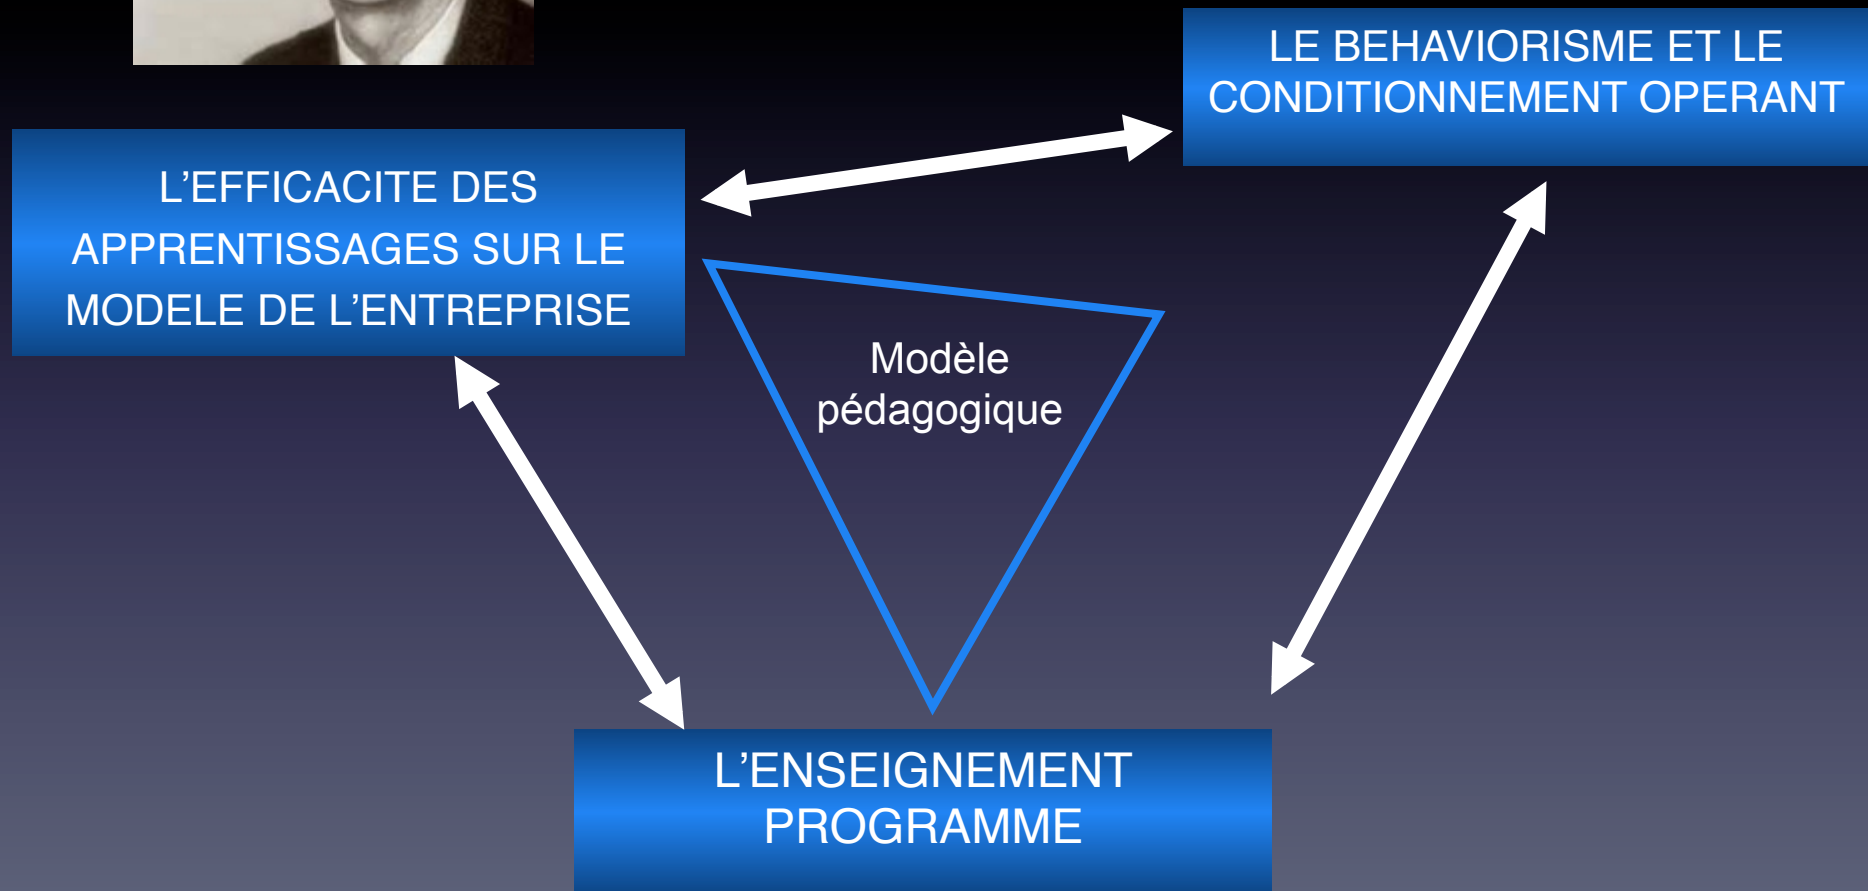 LE BEHAVIORISME ET LE
CONDITIONNEMENT OPERANT
L’EFFICACITE DES
APPRENTISSAGES SUR LE
MODELE DE L’ENTREPRISE
Modèle
pédagogique
L’ENSEIGNEMENT
PROGRAMME